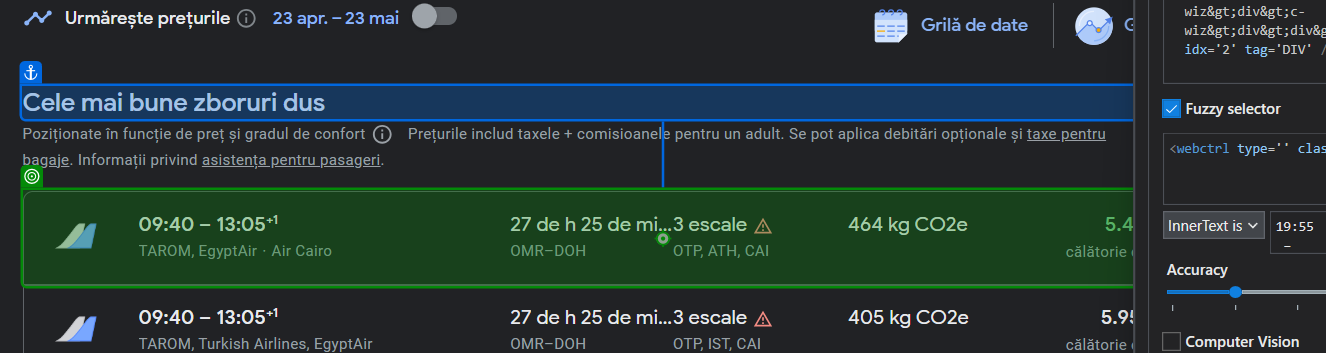 Urmărește prețurile 23 apr. – 23 mai
Grilă de date
Cele mai bune zboruri dus
Poziționate în funcție de preț și gradul de confort Prețurile includ taxele + comisioanele pentru un adult. Se pot aplica debitări opționale și taxe pentru
bagaje. Informații privind asistența pentru pasageri.
09:40 – 13:05+1 27 de h 25 de mi... 3 escale 464 kg CO2e 5.4
TAROM, EgyptAir · Air Cairo OMR–DOH OTP, ATH, CAI călătorie
09:40 – 13:05+1 27 de h 25 de mi... 3 escale 405 kg CO2e 5.95
TAROM, Turkish Airlines, EgyptAir OMR–DOH OTP, IST, CAI călătorie
wiz&gt;div&gt;c-
wiz&gt;div&gt;div&g
idx='2' tag='DIV' /
Fuzzy selector
<webctrl type='' clas
InnerText is 19:55
–
Accuracy
Computer Vision